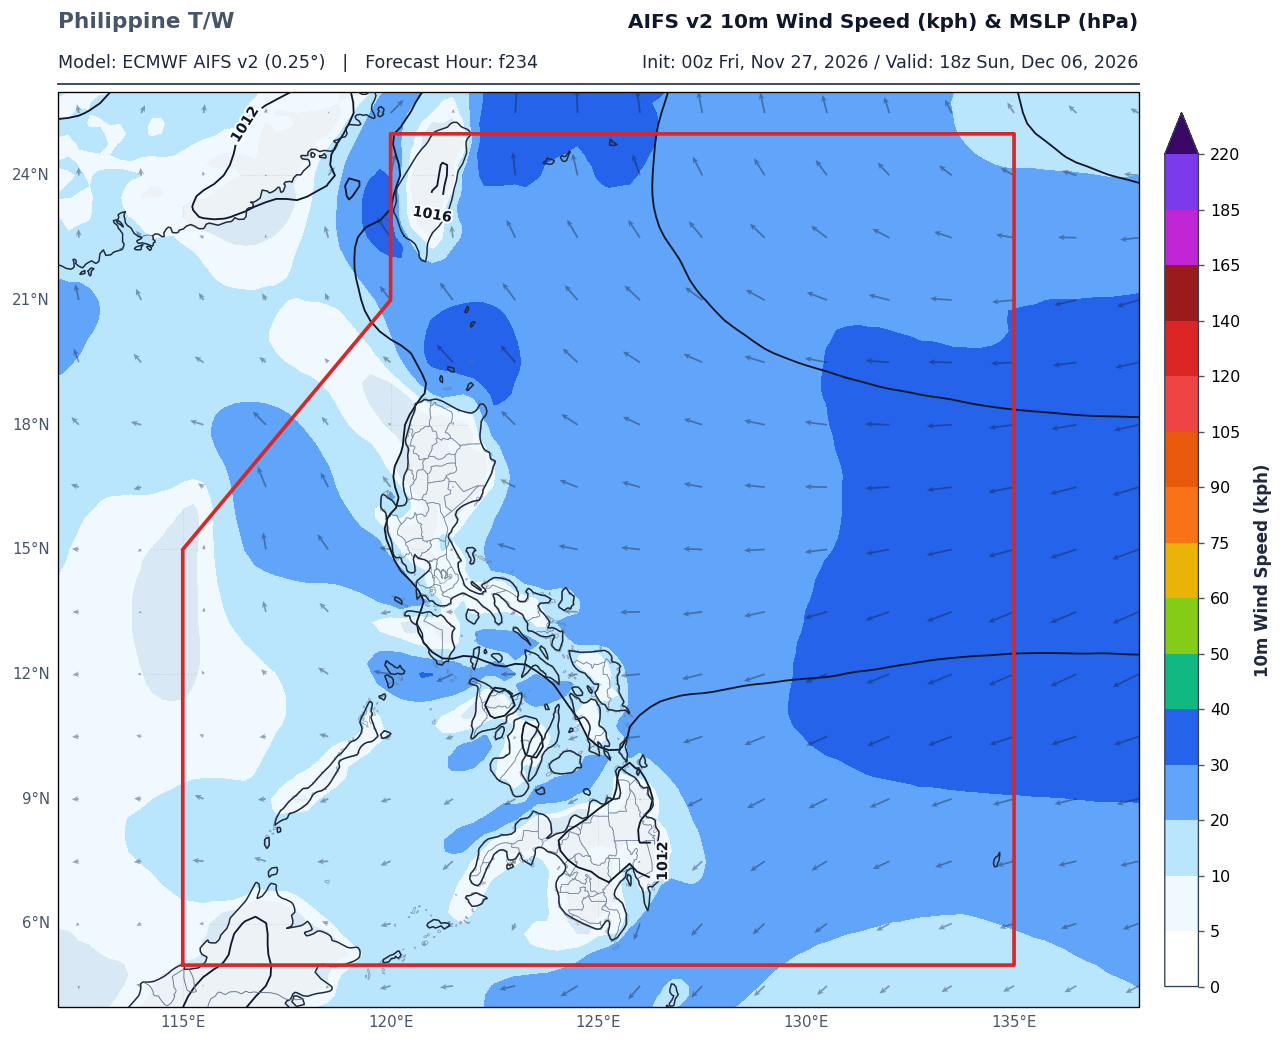 Philippine T/W
AIFS v2 10m Wind Speed (kph) & MSLP (hPa)
Model: ECMWF AIFS v2 (0.25°) | Forecast Hour: f234
Init: 00z Fri, Nov 27, 2026 / Valid: 18z Sun, Dec 06, 2026
1012
1016
1012
24°N
21°N
18°N
15°N
12°N
9°N
6°N
115°E
120°E
125°E
130°E
135°E
220
185
165
140
120
105
90
75
60
50
40
30
20
10
5
0
10m Wind Speed (kph)